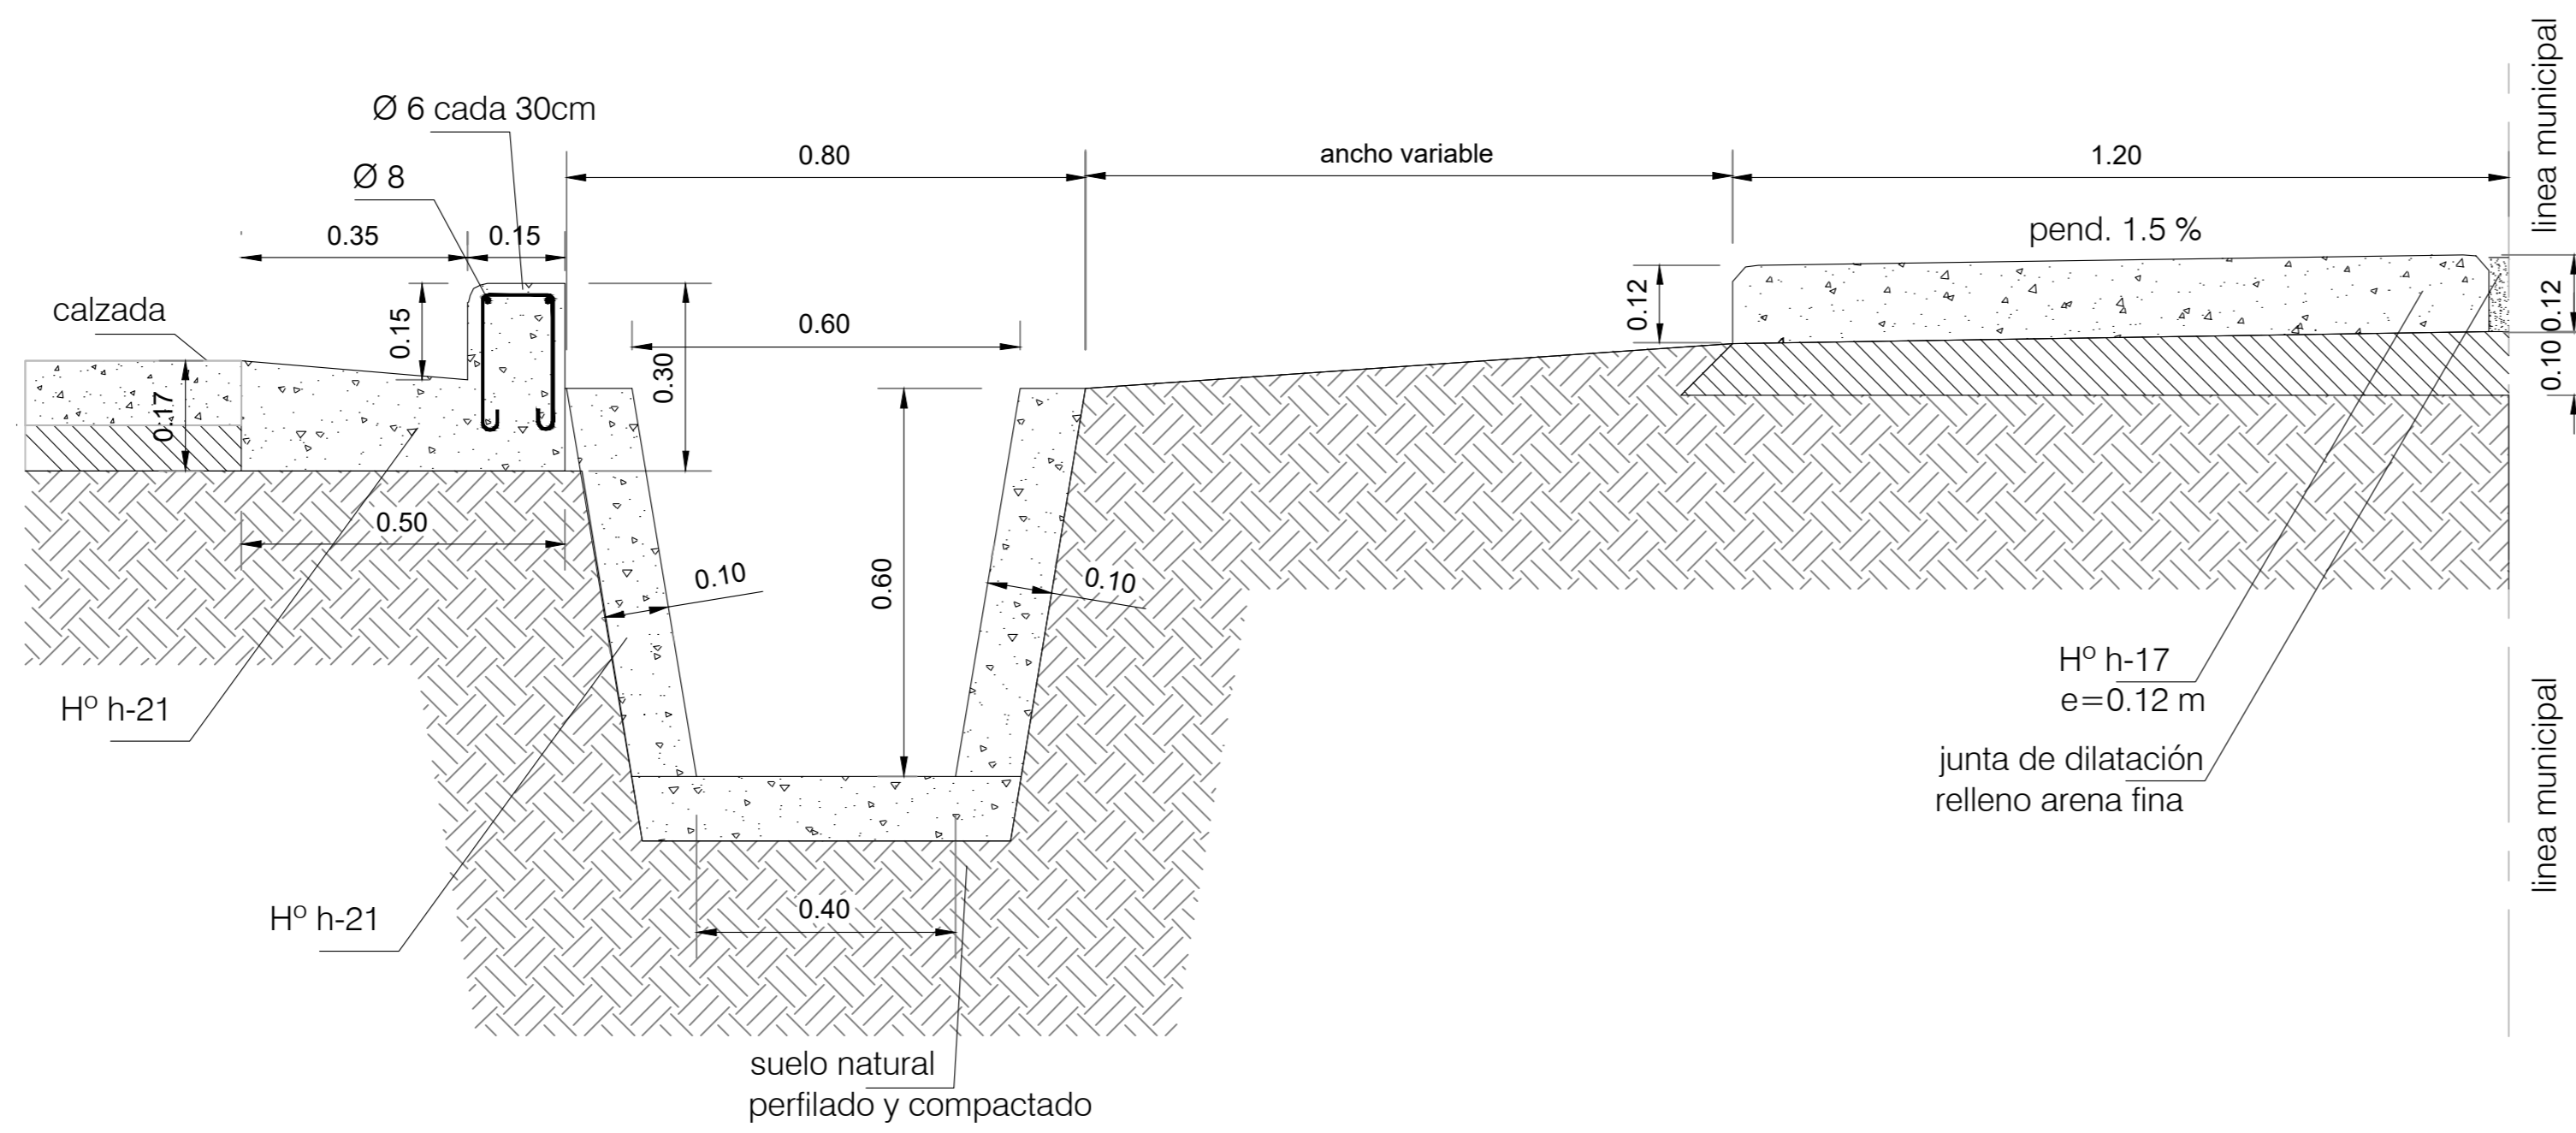 linea municipal
Ø 6 cada 30cm
0.80
ancho variable
1.20
Ø 8
0.35
0.15
pend. 1.5 %
calzada
0.15
0.60
0.12
0.12
0.30
0.10
0.17
0.50
0.10
0.60
0.10
Hº h-21
Hº h-17
e=0.12 m
junta de dilatación
relleno arena fina
linea municipal
Hº h-21
0.40
suelo natural
perfilado y compactado